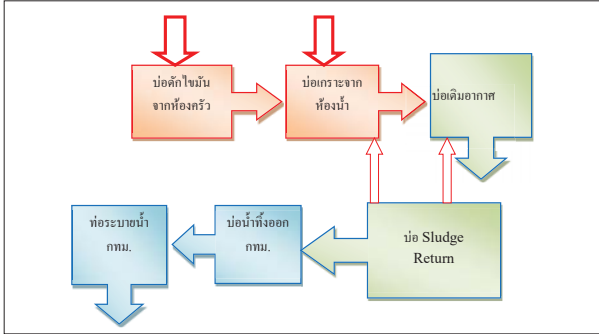 บ่อดักไขมัน
จากห้องครัว
บ่อเกราะจาก
ห้องน้ำ
บ่อเติมอากาศ
ท่อระบายน้ำ
กทม.
บ่อน้ำทิ้งออก
กทม.
บ่อ Sludge
Return